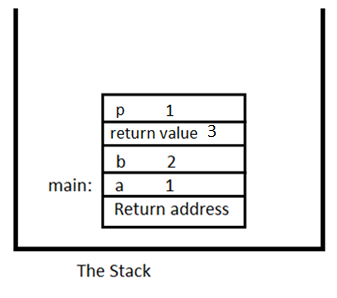 p 1
return value 3
b 2
main: a 1
Return address
The Stack